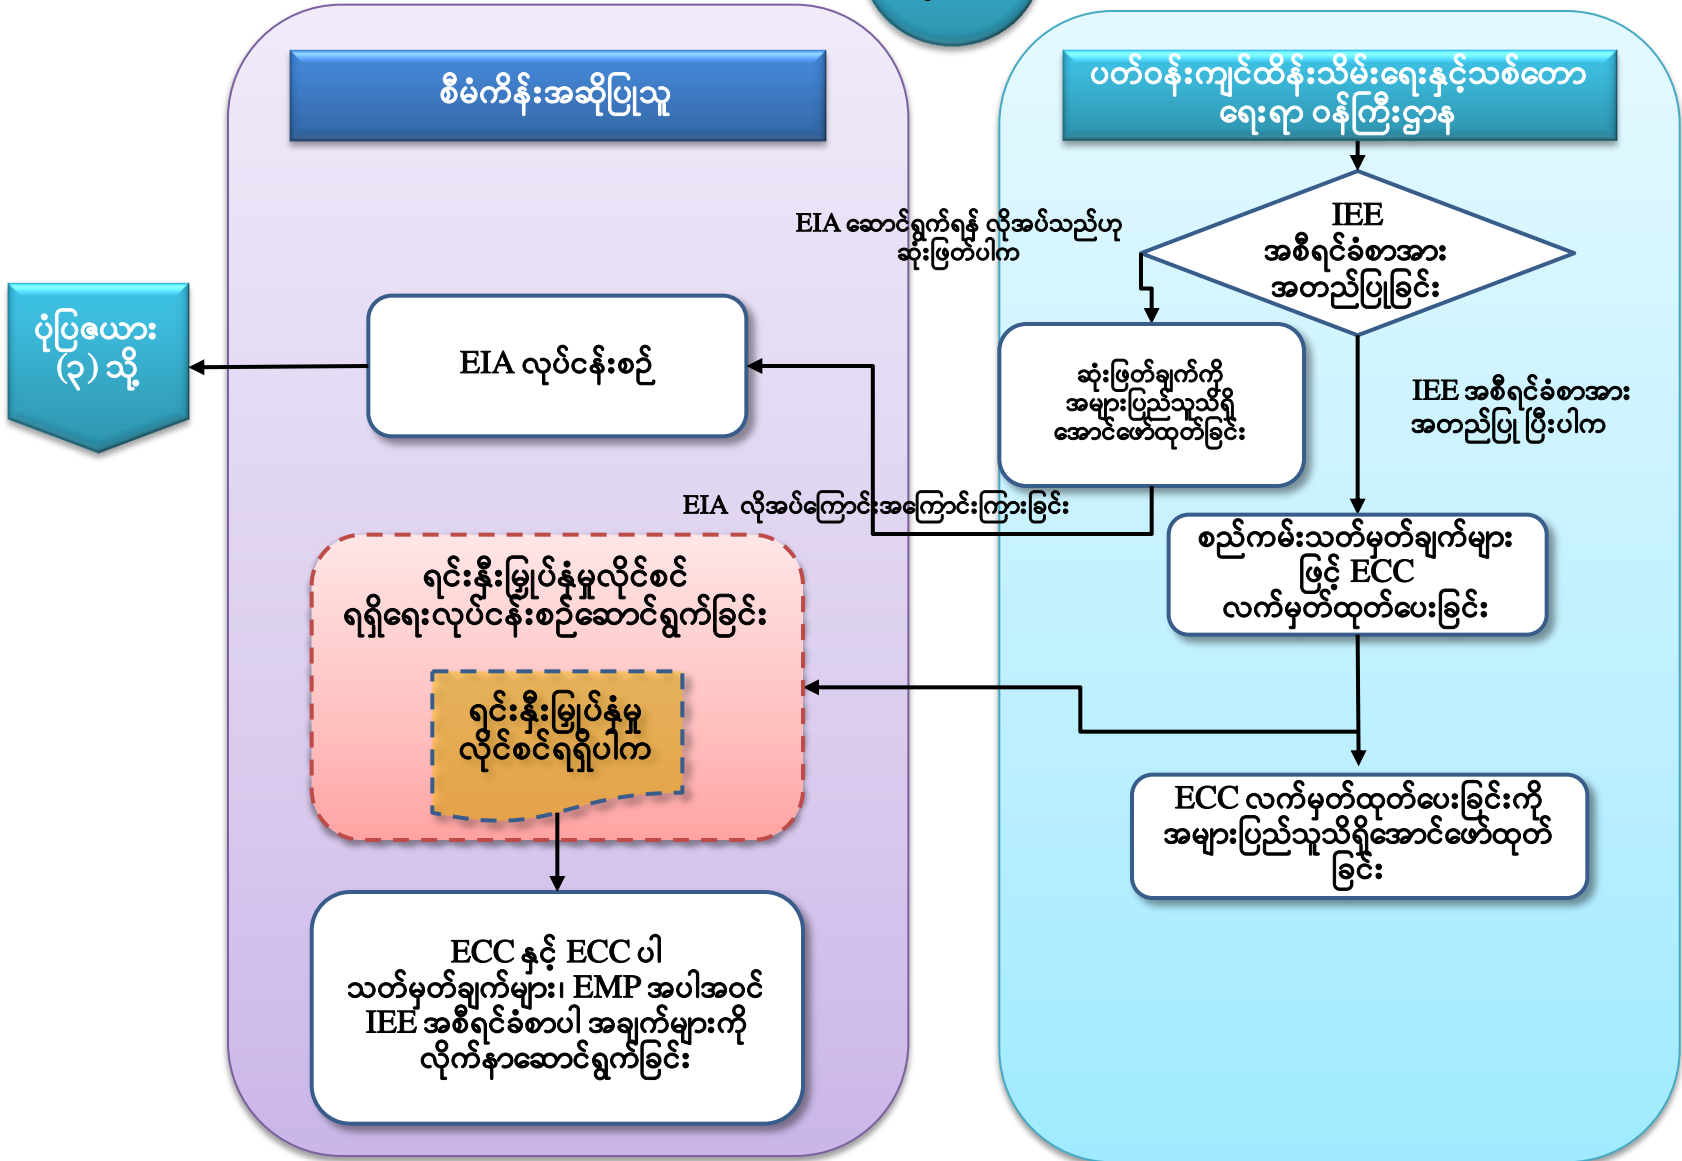 စီမံကိန်းအဆိုပြုသူ
ပတ်ဝန်းကျင်ထိန်းသိမ်းရေးနှင့်သစ်တော
ရေးရာ ဝန်ကြီးဌာန
IEE
အစီရင်ခံစာအား
အတည်ပြုခြင်း
EIA ဆောင်ရွက်ရန် လိုအပ်သည်ဟု
ဆုံးဖြတ်ပါက
ပုံပြဇယား
(၃) သို့
EIA လုပ်ငန်းစဉ်
ဆုံးဖြတ်ချက်ကို
အများပြည်သူသိရှိ
အောင်ဖော်ထုတ်ခြင်း
IEE အစီရင်ခံစာအား
အတည်ပြု ပြီးပါက
EIA လိုအပ်ကြောင်းအကြောင်းကြားခြင်း
စည်ကမ်းသတ်မှတ်ချက်များ
ဖြင့် ECC
လက်မှတ်ထုတ်ပေးခြင်း
ရင်းနှီးမြှုပ်နှံမှုလိုင်စင်
ရရှိရေးလုပ်ငန်းစဉ်ဆောင်ရွက်ခြင်း
ရင်းနှီးမြှုပ်နှံမှု
လိုင်စင်ရရှိပါက
ECC လက်မှတ်ထုတ်ပေးခြင်းကို
အများပြည်သူသိရှိအောင်ဖော်ထုတ်
ခြင်း
ECC နှင့် ECC ပါ
သတ်မှတ်ချက်များ၊ EMP အပါအဝင်
IEE အစီရင်ခံစာပါ အချက်များကို
လိုက်နာဆောင်ရွက်ခြင်း